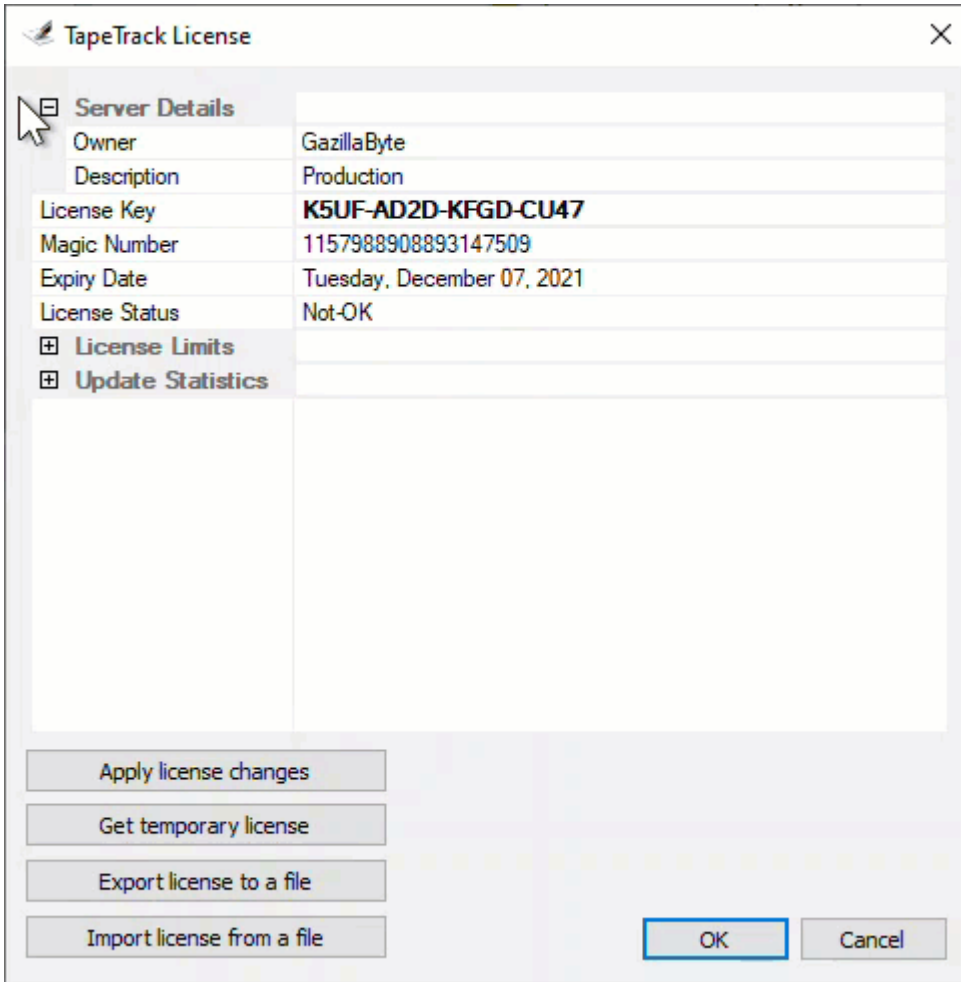 TapeTrack License
Server Details
Owner GazillaByte
Description Production
License Key K5UF-AD2D-KFGD-CU47
Magic Number 1157988908893147509
Expiry Date Tuesday, December 07, 2021
License Status Not-OK
License Limits
Update Statistics
Apply license changes
Get temporary license
Export license to a file
Import license from a file
OK Cancel